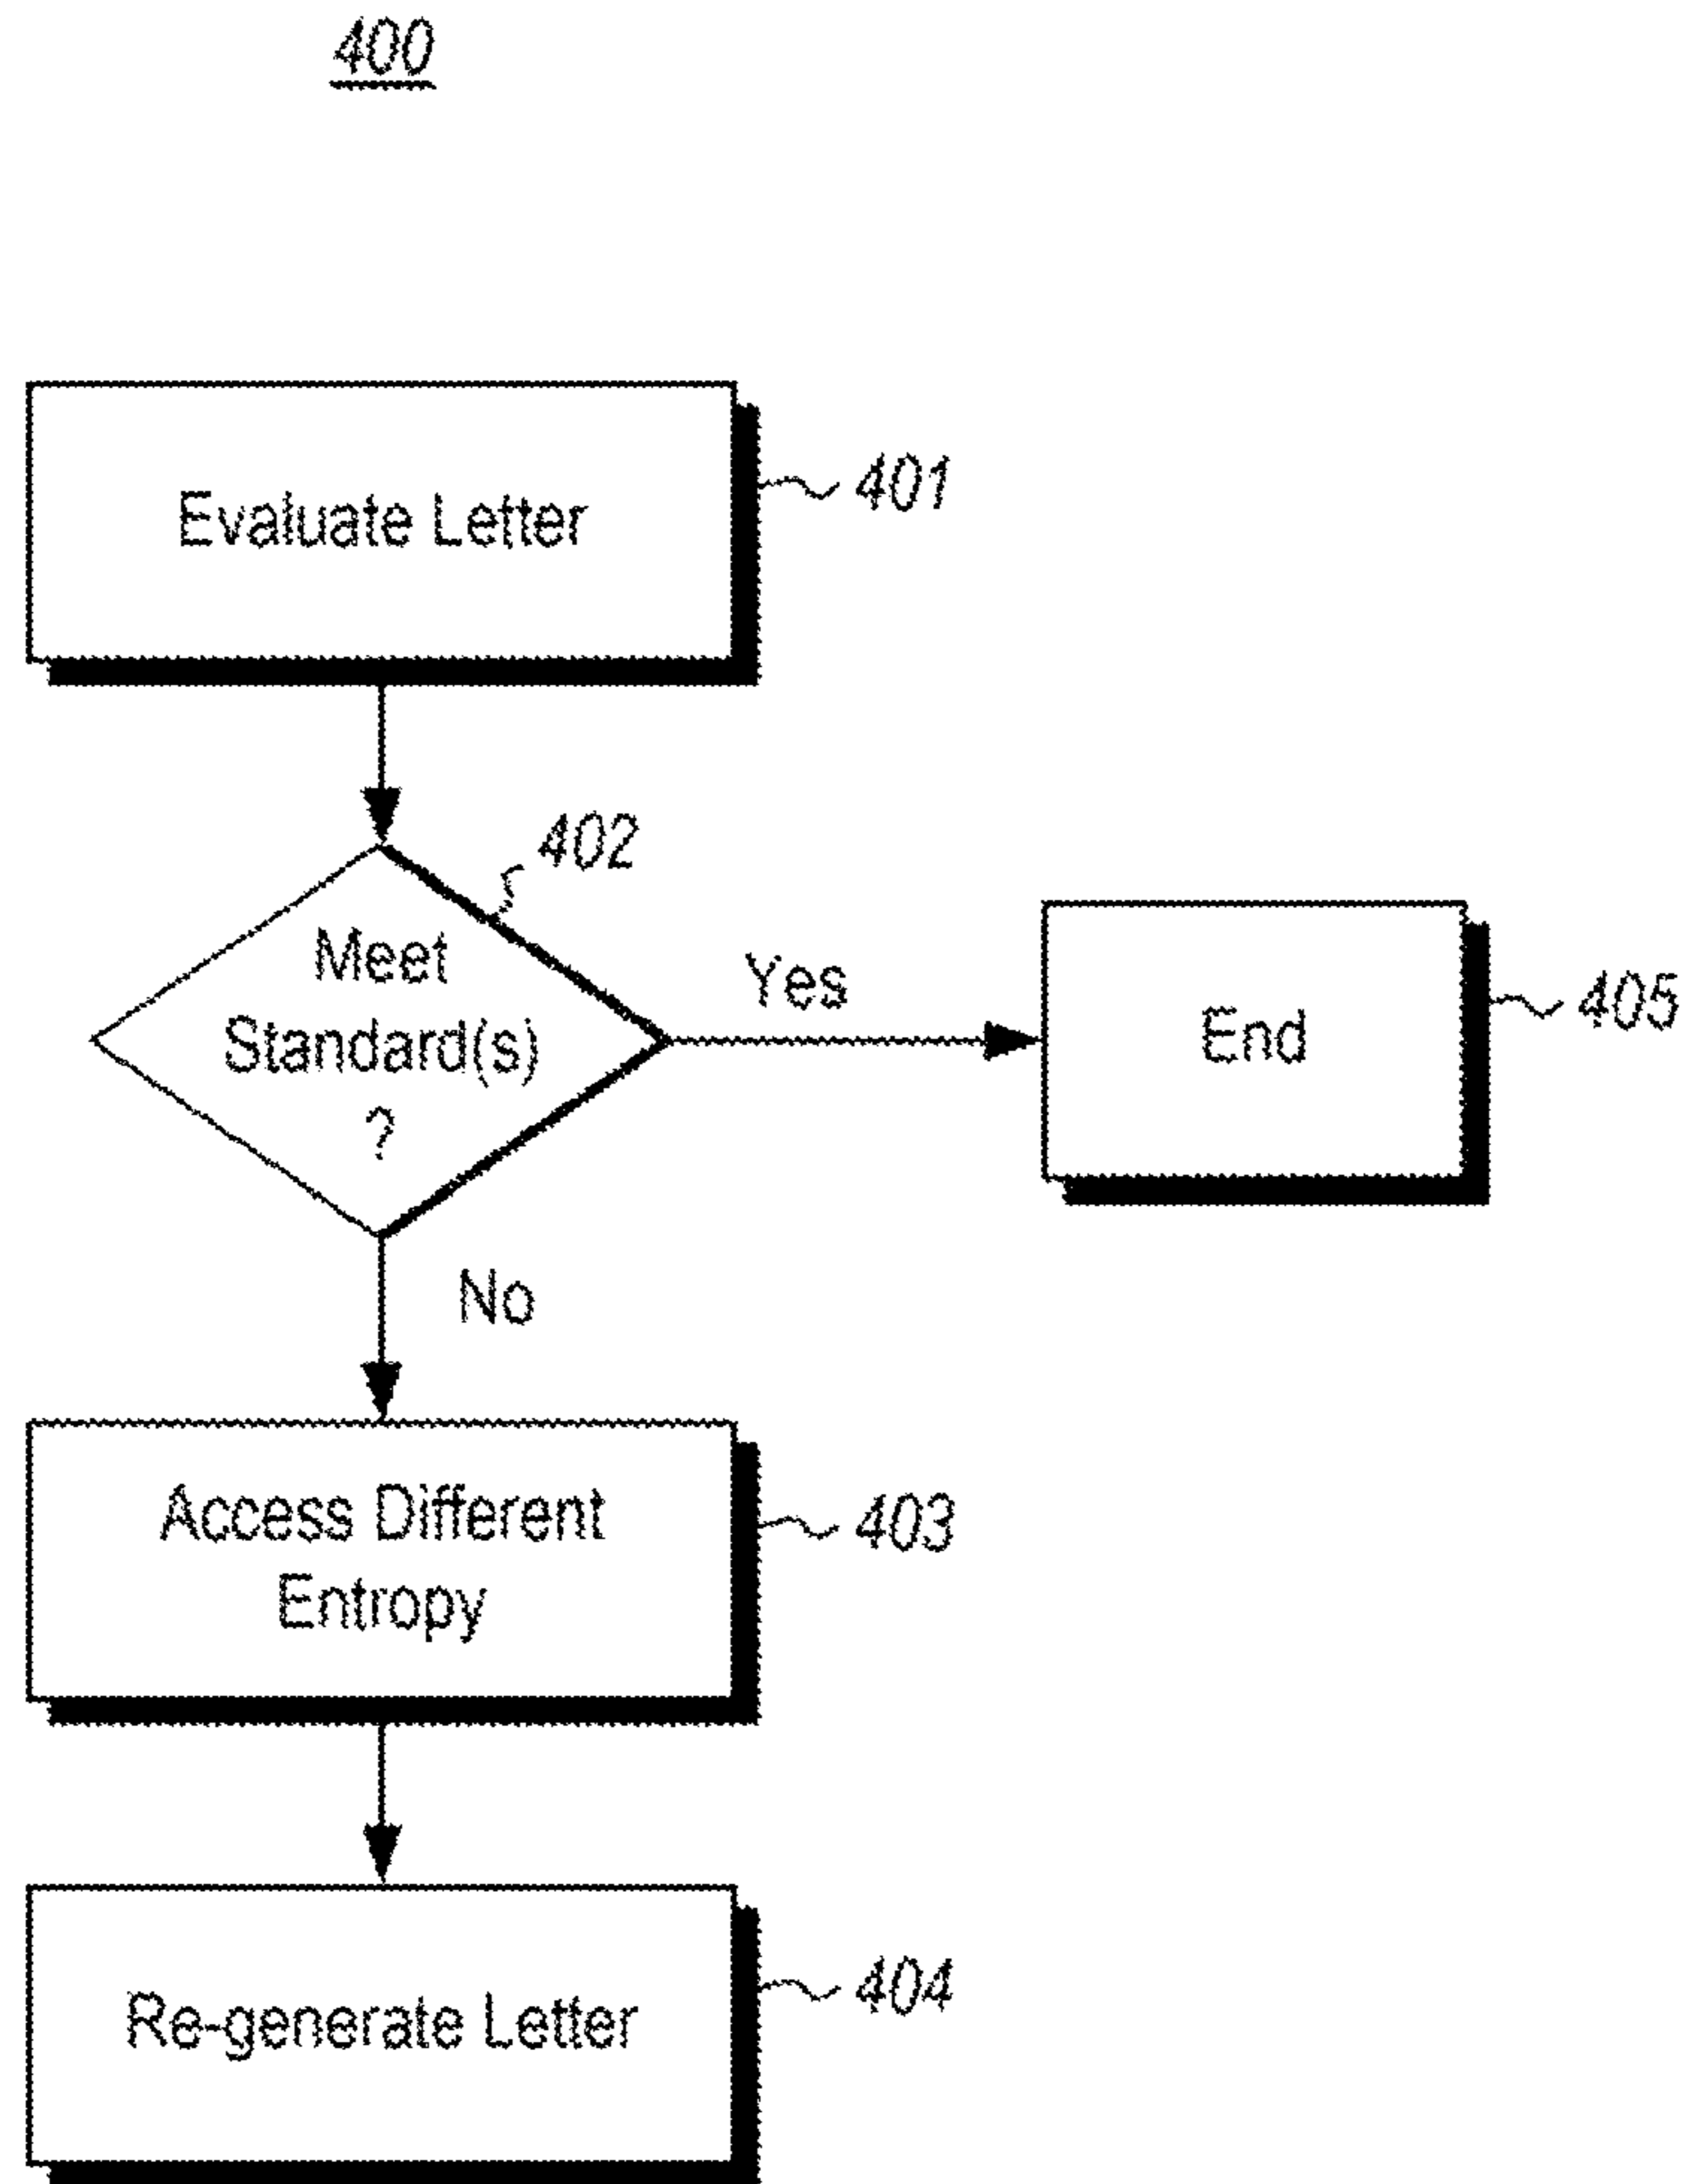 400
Evaluate Letter
401
402
Meet
Standard(s)
?
Yes
End
405
No
Access Different
Entropy
403
Re-generate Letter
404